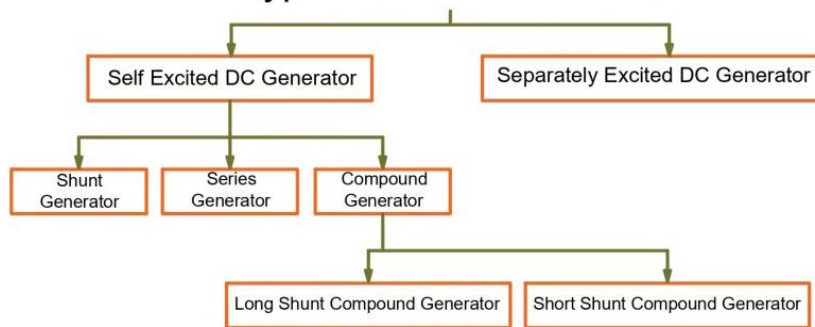 Self Excited DC Generator
Separately Excited DC Generator
Shunt
Generator
Series
Generator
Compound
Generator
Long Shunt Compound Generator
Short Shunt Compound Generator